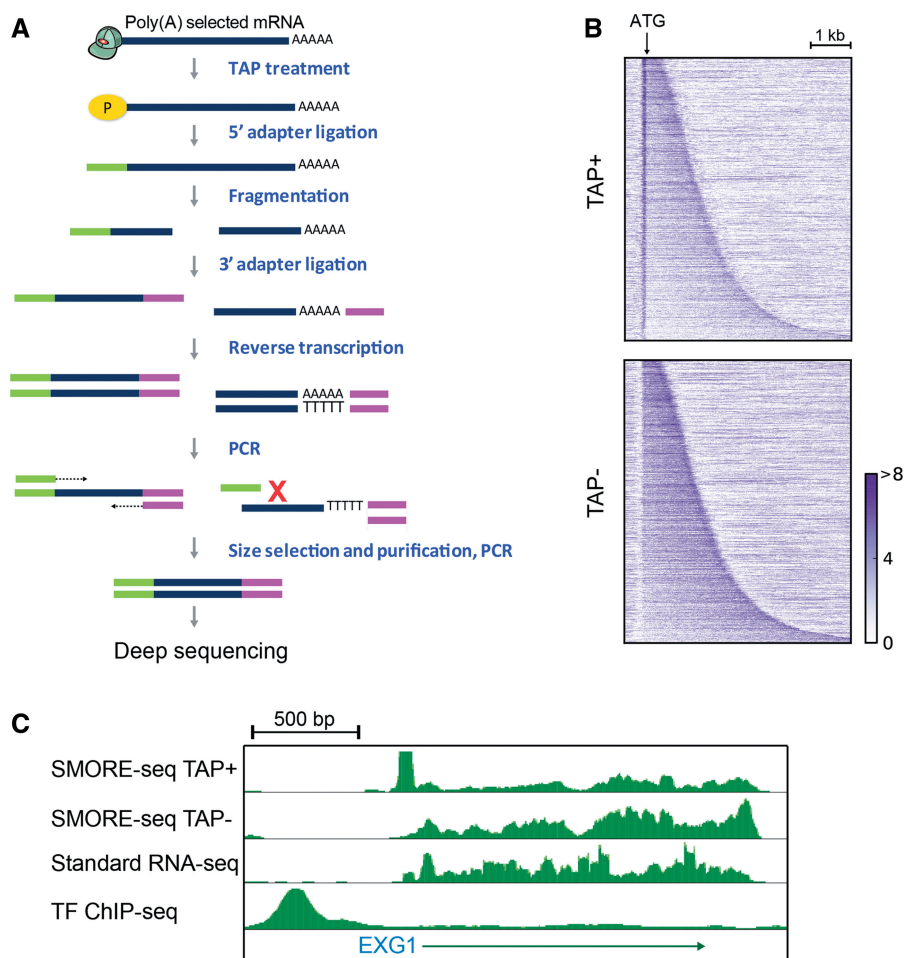 A
Poly(A) selected mRNA
AAAAA
TAP treatment
P
AAAAA
5’ adapter ligation
AAAAA
Fragmentation
AAAAA
3’ adapter ligation
AAAAA
Reverse transcription
AAAAA
TTTTT
PCR
X
TTTTT
Size selection and purification, PCR
Deep sequencing
B
ATG
1 kb
TAP+
TAP-
>8
4
0
C
500 bp
SMORE-seq TAP+
SMORE-seq TAP-
Standard RNA-seq
TF ChIP-seq
EXG1